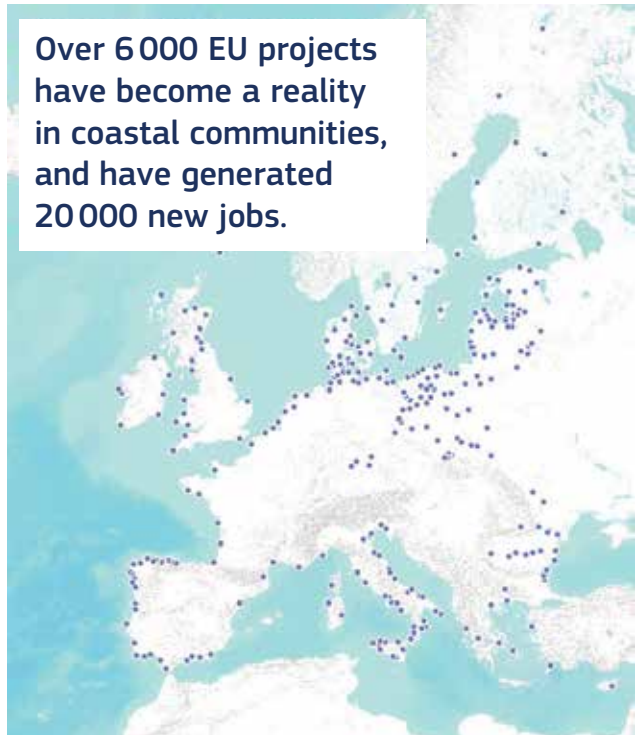 Over 6 000 EU projects
have become a reality
in coastal communities,
and have generated
20 000 new jobs.